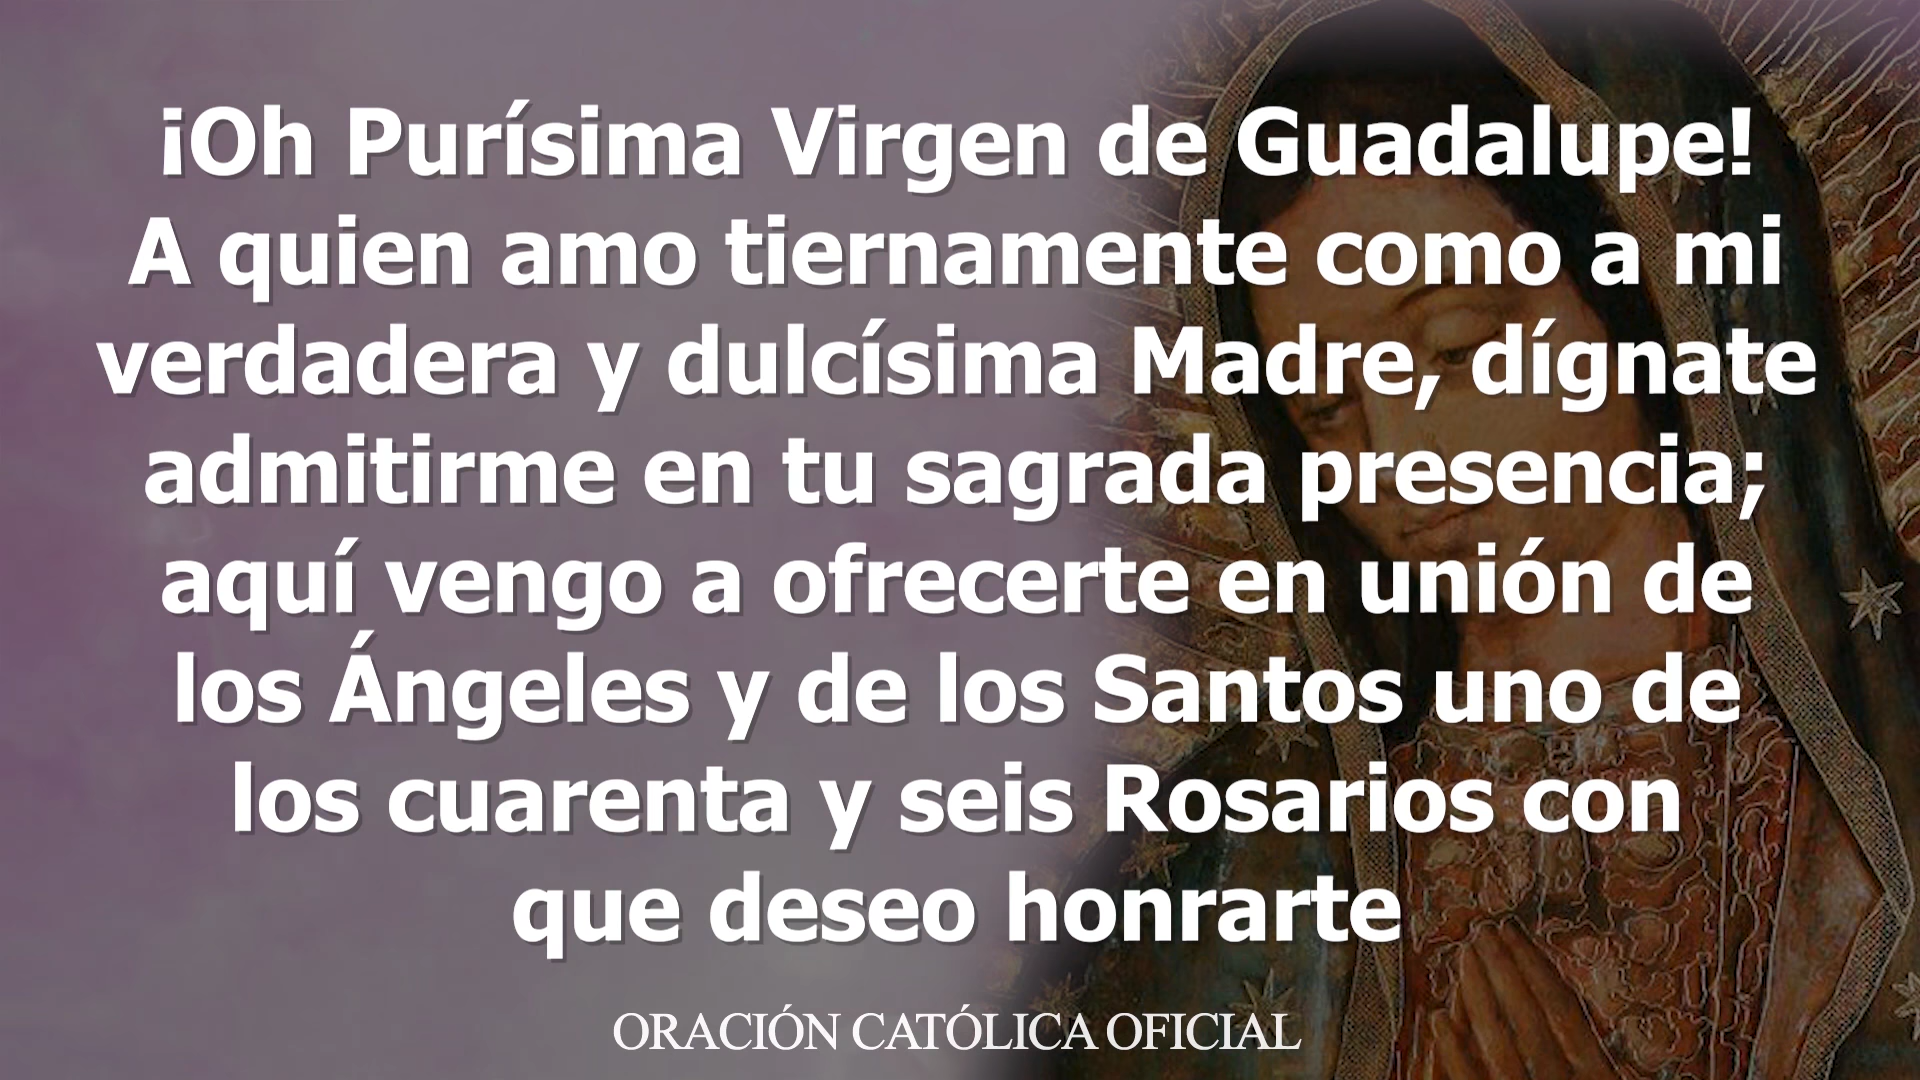 ¡Oh Purísima Virgen de Guadalupe!
A quien amo tiernamente como a mi
verdadera y dulcísima Madre, dígnate
admitirme en tu sagrada presencia;
aquí vengo a ofrecerte en unión de
los Ángeles y de los Santos uno de
los cuarenta y seis Rosarios con
que deseo honrarte
ORACIÓN CATÓLICA OFICIAL